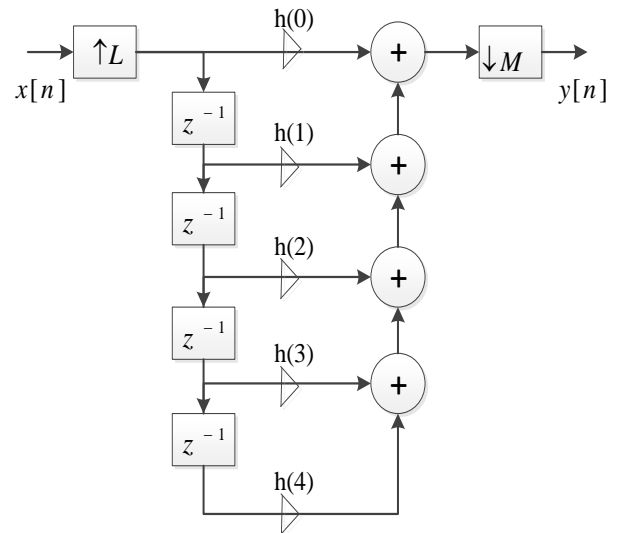 h(0)
↑L
+
↓M
x[n]
y[n]
z⁻¹
h(1)
+
z⁻¹
h(2)
+
z⁻¹
h(3)
+
z⁻¹
h(4)